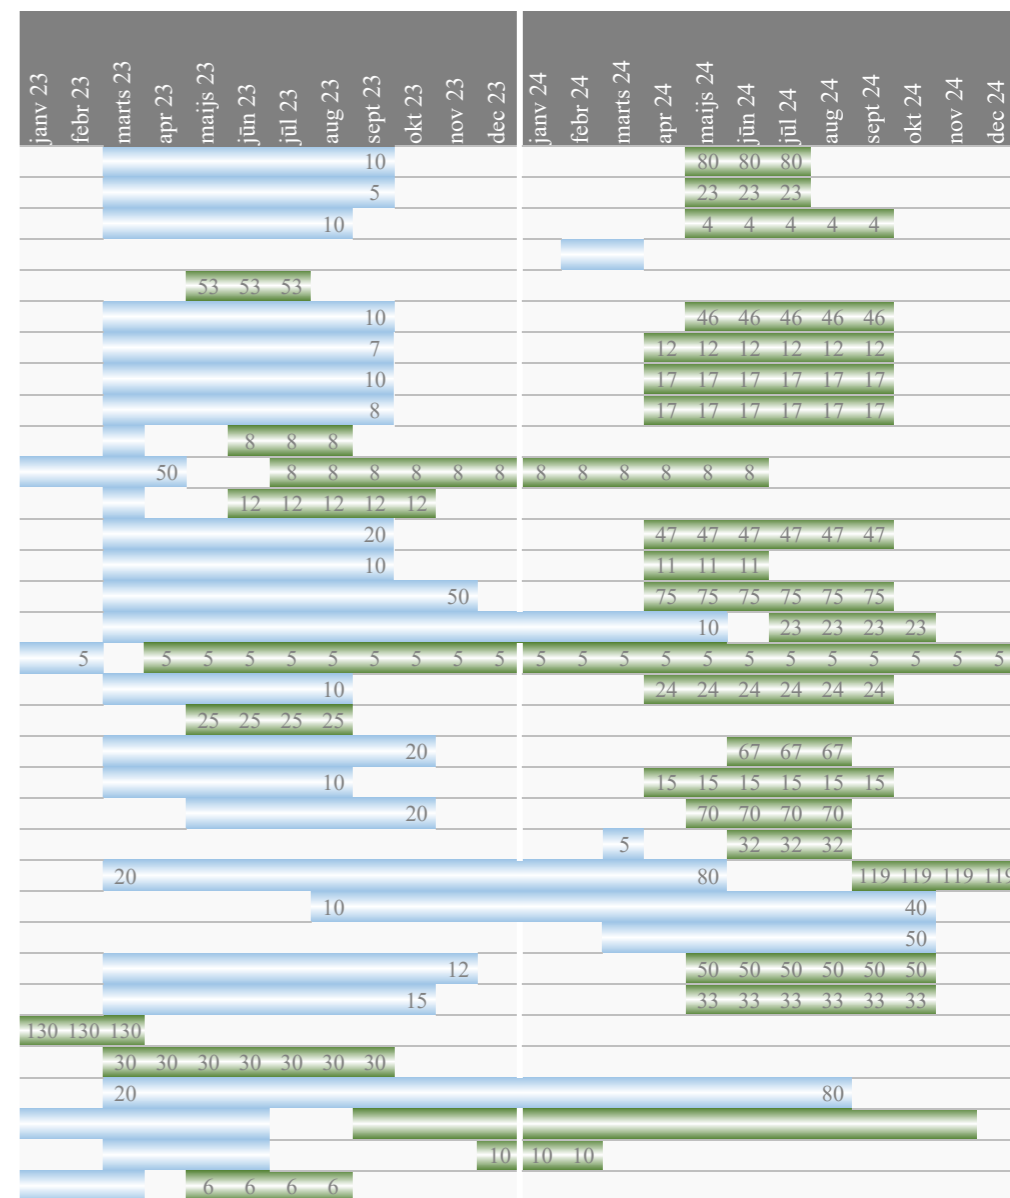 janv 23 febr 23 marts 23 apr 23 maijs 23 jūn 23 jūl 23 aug 23 sept 23 okt 23 nov 23 dec 23 janv 24 febr 24 marts 24 apr 24 maijs 24 jūn 24 jūl 24 aug 24 sept 24 okt 24 nov 24 dec 24
10 80 80 80
5 23 23 23
10 4 4 4 4 4
53 53 53
10 46 46 46 46 46
7 12 12 12 12 12 12
10 17 17 17 17 17 17
8 17 17 17 17 17 17
8 8 8
50 8 8 8 8 8 8 8 8 8 8 8 8
12 12 12 12 12
20 47 47 47 47 47 47
10 11 11 11
50 75 75 75 75 75 75
10 23 23 23 23
5 5 5 5 5 5 5 5 5 5 5 5 5 5 5 5 5 5 5 5 5 5
10 24 24 24 24 24 24
25 25 25 25
20 67 67 67
10 15 15 15 15 15 15
20 70 70 70 70
5 32 32 32
20 80 119 119 119 119
10 40
50
12 50 50 50 50 50 50
15 33 33 33 33 33 33
130 130 130
30 30 30 30 30 30 30
20 80
10 10 10
6 6 6 6